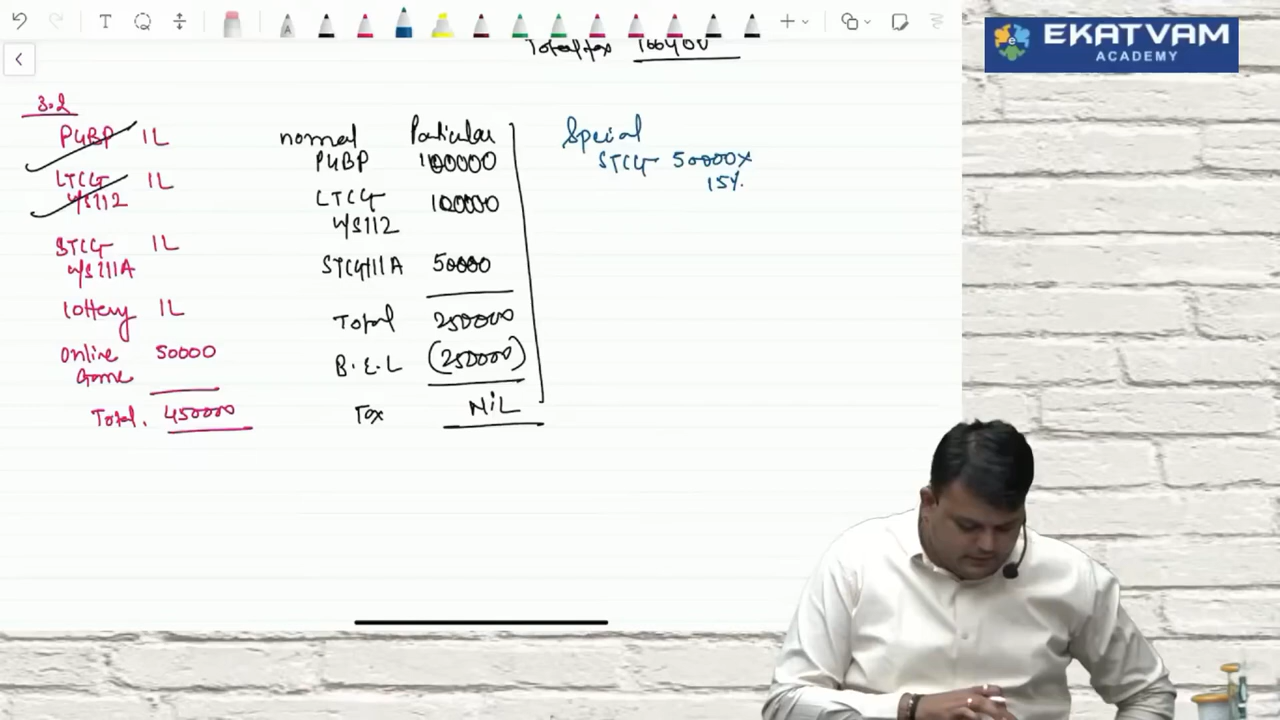 EKATVAM
ACADEMY
Total tax 100400
3.2
PGBP 1L
LTCG 1L
u/s 112
STCG 1L
u/s 111A
lottery 1L
Online 50000
Game
Total. 450000
normal Particular
PGBP 100000
LTCG 100000
u/s 112
STCG 111A 50000
Total 250000
B.E.L (250000)
Tax NIL
Special
STCG 50000x
15%.